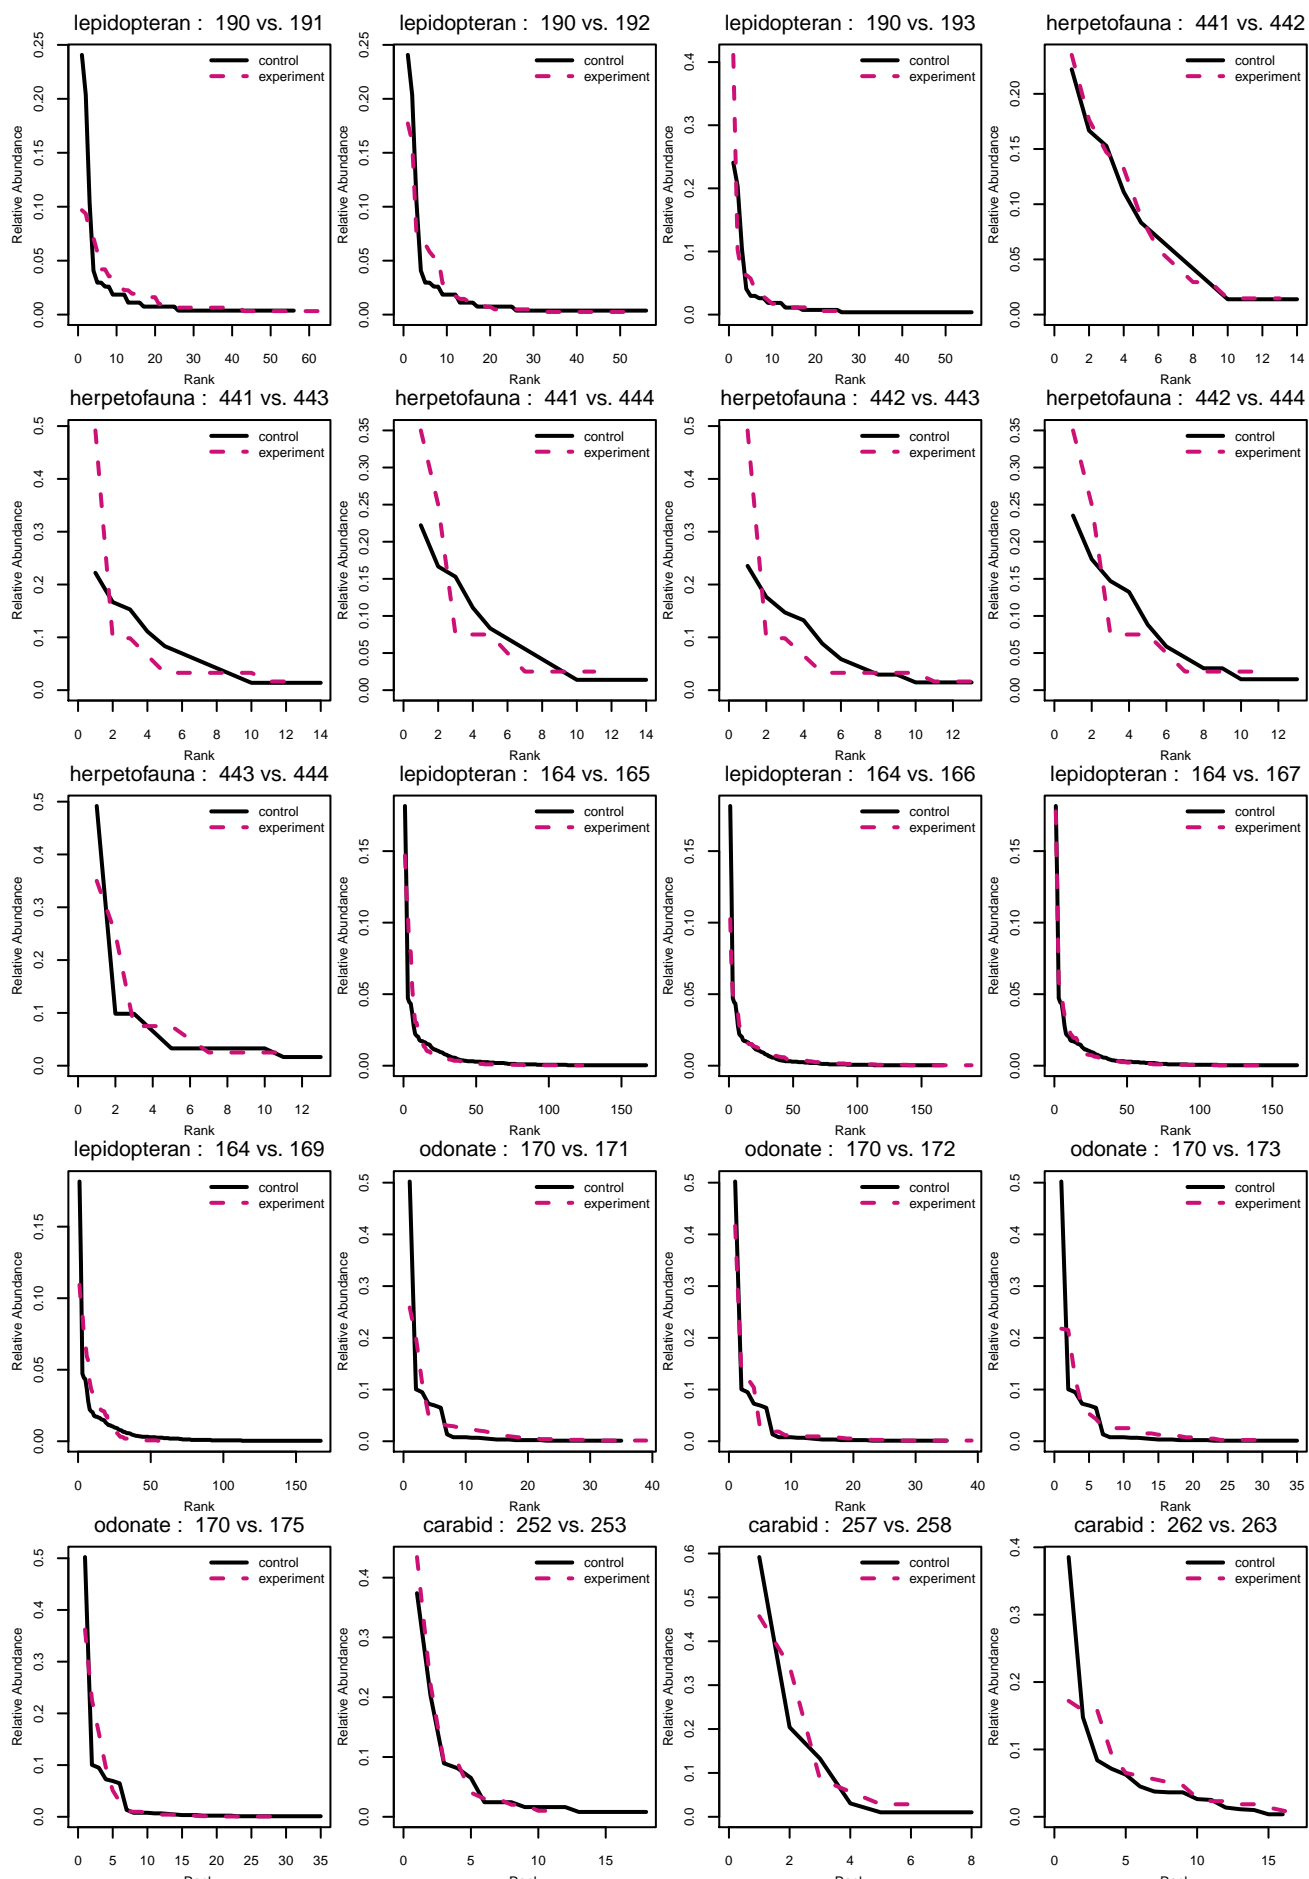 lepidopteran : 190 vs. 191
control
experiment
Relative Abundance
0.00 0.05 0.10 0.15 0.20 0.25
0 10 20 30 40 50 60
Rank
lepidopteran : 190 vs. 192
control
experiment
Relative Abundance
0.00 0.05 0.10 0.15 0.20 0.25
0 10 20 30 40 50
Rank
lepidopteran : 190 vs. 193
control
experiment
Relative Abundance
0.0 0.1 0.2 0.3 0.4
0 10 20 30 40 50
Rank
herpetofauna : 441 vs. 442
control
experiment
Relative Abundance
0.00 0.05 0.10 0.15 0.20
0 2 4 6 8 10 12 14
Rank
herpetofauna : 441 vs. 443
control
experiment
Relative Abundance
0.0 0.1 0.2 0.3 0.4 0.5
0 2 4 6 8 10 12 14
Rank
herpetofauna : 441 vs. 444
control
experiment
Relative Abundance
0.00 0.05 0.10 0.15 0.20 0.25 0.30 0.35
0 2 4 6 8 10 12 14
Rank
herpetofauna : 442 vs. 443
control
experiment
Relative Abundance
0.0 0.1 0.2 0.3 0.4 0.5
0 2 4 6 8 10 12
Rank
herpetofauna : 442 vs. 444
control
experiment
Relative Abundance
0.00 0.05 0.10 0.15 0.20 0.25 0.30 0.35
0 2 4 6 8 10 12
Rank
herpetofauna : 443 vs. 444
control
experiment
Relative Abundance
0.0 0.1 0.2 0.3 0.4 0.5
0 2 4 6 8 10 12
Rank
lepidopteran : 164 vs. 165
control
experiment
Relative Abundance
0.00 0.05 0.10 0.15
0 50 100 150
Rank
lepidopteran : 164 vs. 166
control
experiment
Relative Abundance
0.00 0.05 0.10 0.15
0 50 100 150
Rank
lepidopteran : 164 vs. 167
control
experiment
Relative Abundance
0.00 0.05 0.10 0.15
0 50 100 150
Rank
lepidopteran : 164 vs. 169
control
experiment
Relative Abundance
0.00 0.05 0.10 0.15
0 50 100 150
Rank
odonate : 170 vs. 171
control
experiment
Relative Abundance
0.0 0.1 0.2 0.3 0.4 0.5
0 10 20 30 40
Rank
odonate : 170 vs. 172
control
experiment
Relative Abundance
0.0 0.1 0.2 0.3 0.4 0.5
0 10 20 30 40
Rank
odonate : 170 vs. 173
control
experiment
Relative Abundance
0.0 0.1 0.2 0.3 0.4 0.5
0 5 10 15 20 25 30 35
Rank
odonate : 170 vs. 175
control
experiment
Relative Abundance
0.0 0.1 0.2 0.3 0.4 0.5
0 5 10 15 20 25 30 35
carabid : 252 vs. 253
control
experiment
Relative Abundance
0.0 0.1 0.2 0.3 0.4
0 5 10 15
carabid : 257 vs. 258
control
experiment
Relative Abundance
0.0 0.1 0.2 0.3 0.4 0.5 0.6
0 2 4 6 8
carabid : 262 vs. 263
control
experiment
Relative Abundance
0.0 0.1 0.2 0.3 0.4
0 5 10 15